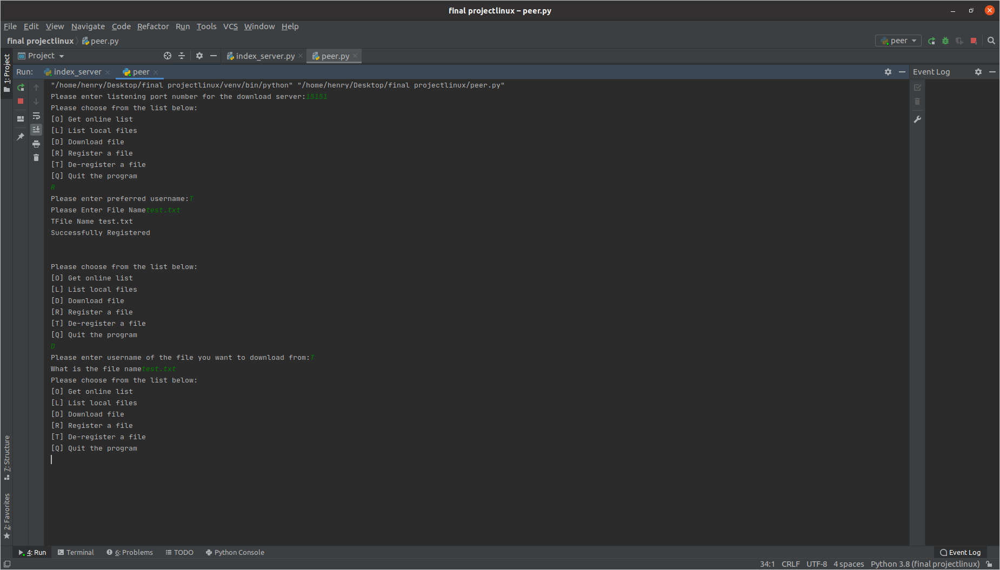 final projectlinux – peer.py
File Edit View Navigate Code Refactor Run Tools VCS Window Help
final projectlinux peer.py
peer
Project
index_server.py
peer.py
Run:
index_server
peer
Event Log
1: Project
"/home/henry/Desktop/final projectlinux/venv/bin/python" "/home/henry/Desktop/final projectlinux/peer.py"
Please enter listening port number for the download server:15151
Please choose from the list below:
[O] Get online list
[L] List local files
[D] Download file
[R] Register a file
[T] De-register a file
[Q] Quit the program
R
Please enter preferred username:T
Please Enter File Nametest.txt
TFile Name test.txt
Successfully Registered
Please choose from the list below:
[O] Get online list
[L] List local files
[D] Download file
[R] Register a file
[T] De-register a file
[Q] Quit the program
D
Please enter username of the file you want to download from:T
What is the file nametest.txt
Please choose from the list below:
[O] Get online list
[L] List local files
[D] Download file
[R] Register a file
[T] De-register a file
[Q] Quit the program
7: Structure
2: Favorites
4: Run
Terminal
6: Problems
TODO
Python Console
Event Log
34:1 CRLF UTF-8 4 spaces Python 3.8 (final projectlinux)